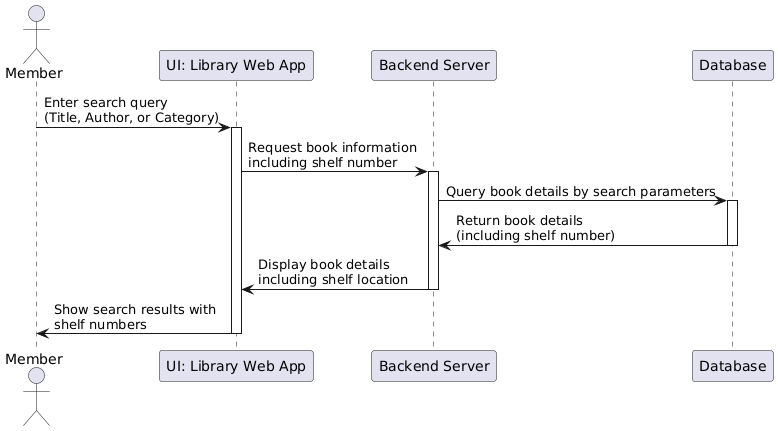 Member
UI: Library Web App
Backend Server
Database
Enter search query
(Title, Author, or Category)
Request book information
including shelf number
Query book details by search parameters
Return book details
(including shelf number)
Display book details
including shelf location
Show search results with
shelf numbers
Member
UI: Library Web App
Backend Server
Database